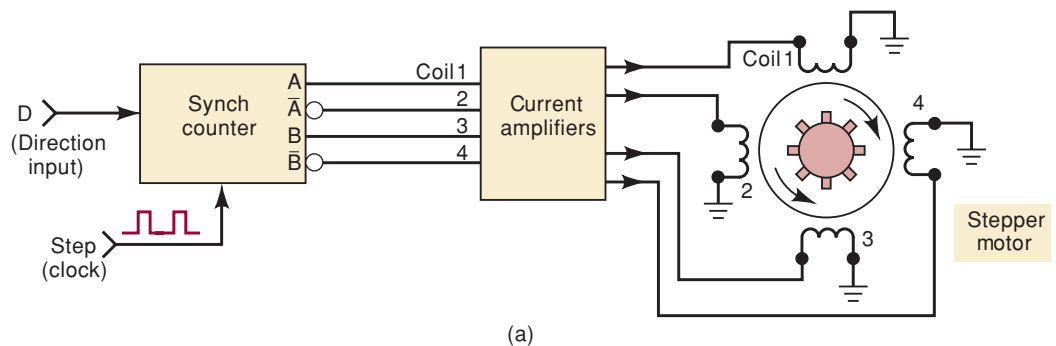 D
(Direction
input)
Step
(clock)
Synch
counter
A
A̅
B
B̅
Coil 1
2
3
4
Current
amplifiers
Coil 1
2
3
4
Stepper
motor
(a)